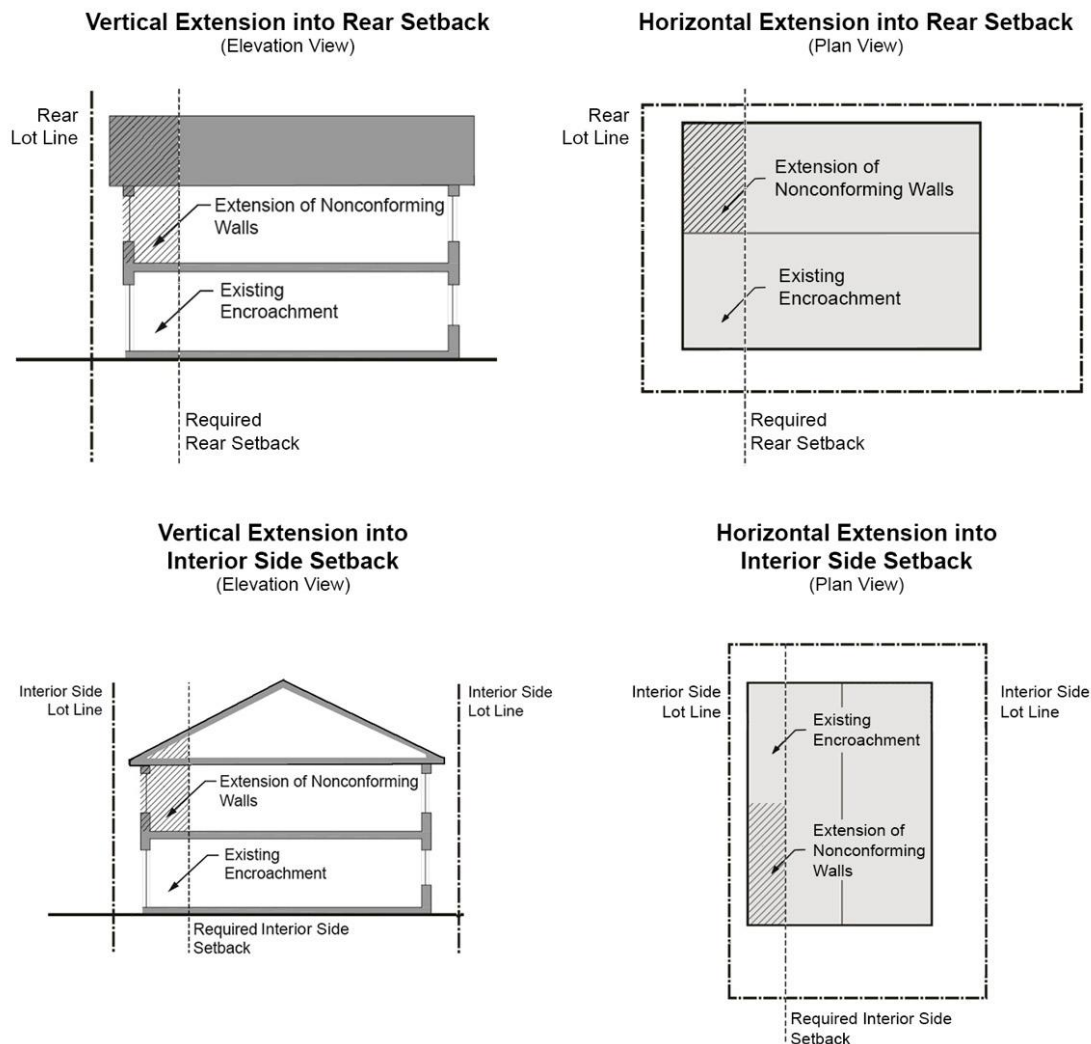 Vertical Extension into Rear Setback
(Elevation View)
Rear
Lot Line
Extension of Nonconforming
Walls
Existing
Encroachment
Required
Rear Setback
Horizontal Extension into Rear Setback
(Plan View)
Rear
Lot Line
Extension of
Nonconforming Walls
Existing
Encroachment
Required
Rear Setback
Vertical Extension into
Interior Side Setback
(Elevation View)
Interior Side
Lot Line
Interior Side
Lot Line
Extension of Nonconforming
Walls
Existing
Encroachment
Required Interior Side
Setback
Horizontal Extension into
Interior Side Setback
(Plan View)
Interior Side
Lot Line
Interior Side
Lot Line
Existing
Encroachment
Extension of
Nonconforming
Walls
Required Interior Side
Setback